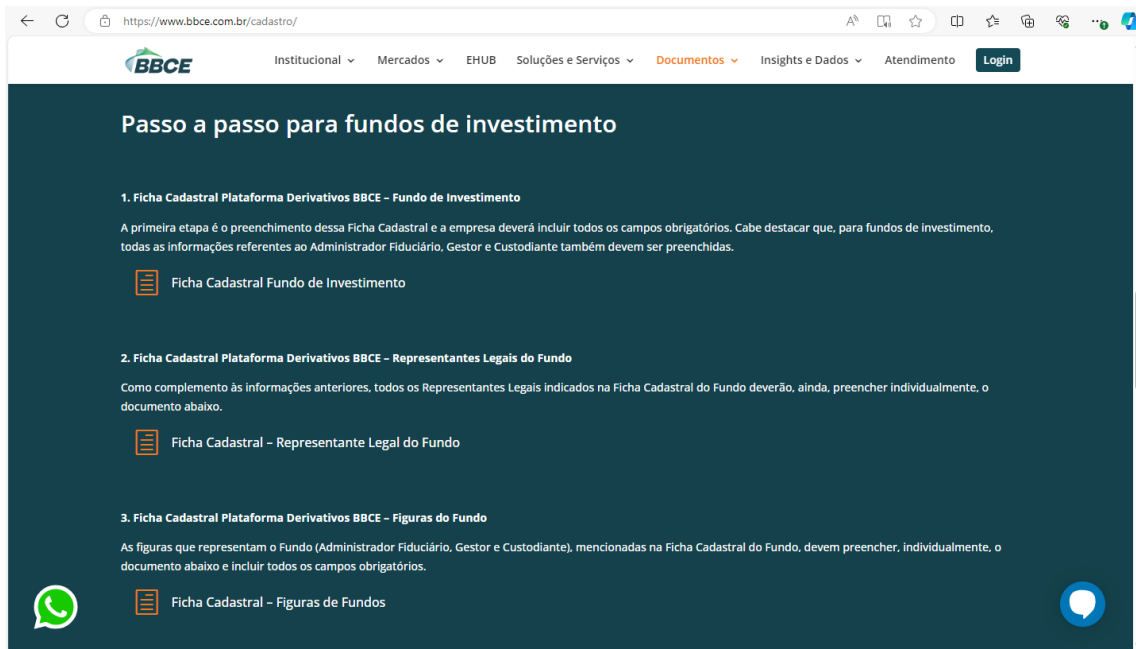 https://www.bbce.com.br/cadastro/
BBCE
Institucional
Mercados
EHUB
Soluções e Serviços
Documentos
Insights e Dados
Atendimento
Login
Passo a passo para fundos de investimento
1. Ficha Cadastral Plataforma Derivativos BBCE – Fundo de Investimento
A primeira etapa é o preenchimento dessa Ficha Cadastral e a empresa deverá incluir todos os campos obrigatórios. Cabe destacar que, para fundos de investimento,
todas as informações referentes ao Administrador Fiduciário, Gestor e Custodiante também devem ser preenchidas.
Ficha Cadastral Fundo de Investimento
2. Ficha Cadastral Plataforma Derivativos BBCE – Representantes Legais do Fundo
Como complemento às informações anteriores, todos os Representantes Legais indicados na Ficha Cadastral do Fundo deverão, ainda, preencher individualmente, o
documento abaixo.
Ficha Cadastral – Representante Legal do Fundo
3. Ficha Cadastral Plataforma Derivativos BBCE – Figuras do Fundo
As figuras que representam o Fundo (Administrador Fiduciário, Gestor e Custodiante), mencionadas na Ficha Cadastral do Fundo, devem preencher, individualmente, o
documento abaixo e incluir todos os campos obrigatórios.
Ficha Cadastral – Figuras de Fundos